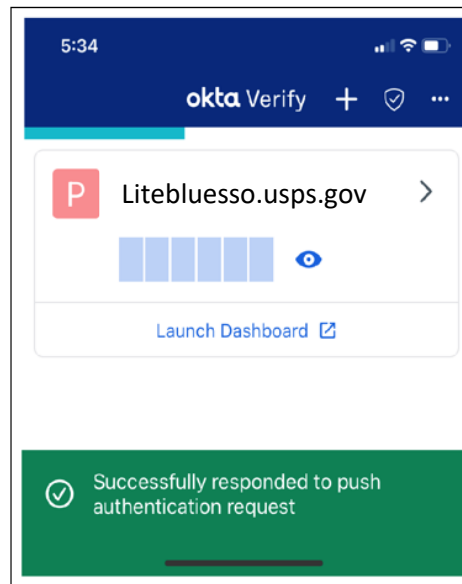 5:34
okta Verify
P
Litebluesso.usps.gov
Launch Dashboard
Successfully responded to push
authentication request